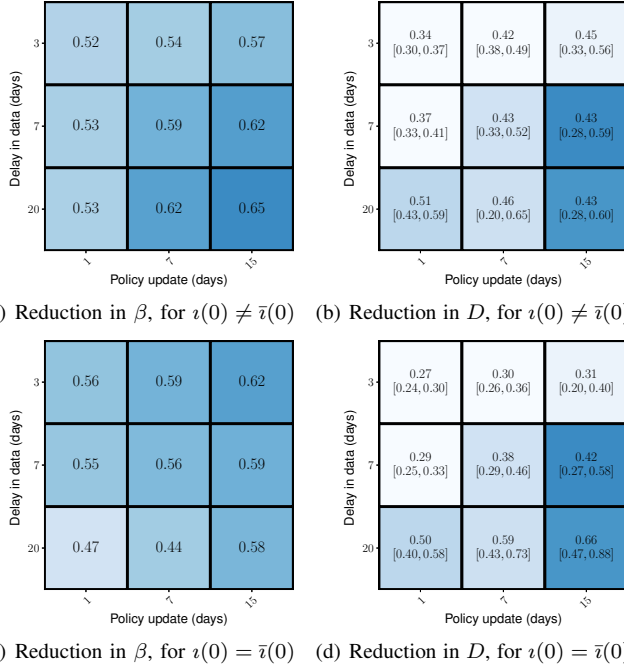 3
0.52 0.54 0.57
0.34 0.42 0.45
[0.30, 0.37] [0.38, 0.49] [0.33, 0.56]
Delay in data (days)
7
0.53 0.59 0.62
0.37 0.43 0.43
[0.33, 0.41] [0.33, 0.52] [0.28, 0.59]
20
0.53 0.62 0.65
0.51 0.46 0.43
[0.43, 0.59] [0.20, 0.65] [0.28, 0.60]
1 7 15
Policy update (days)
3
7
20
Delay in data (days)
1 7 15
Policy update (days)
) Reduction in β, for ı(0) ≠ ī(0)
(b) Reduction in D, for ı(0) ≠ ī(0)
3
0.56 0.59 0.62
0.27 0.30 0.31
[0.24, 0.30] [0.26, 0.36] [0.20, 0.40]
Delay in data (days)
7
0.55 0.56 0.59
0.29 0.38 0.42
[0.25, 0.33] [0.29, 0.46] [0.27, 0.58]
20
0.47 0.44 0.58
0.50 0.59 0.66
[0.40, 0.58] [0.43, 0.73] [0.47, 0.88]
1 7 15
Policy update (days)
3
7
20
Delay in data (days)
1 7 15
Policy update (days)
) Reduction in β, for ı(0) = ī(0)
(d) Reduction in D, for ı(0) = ī(0)